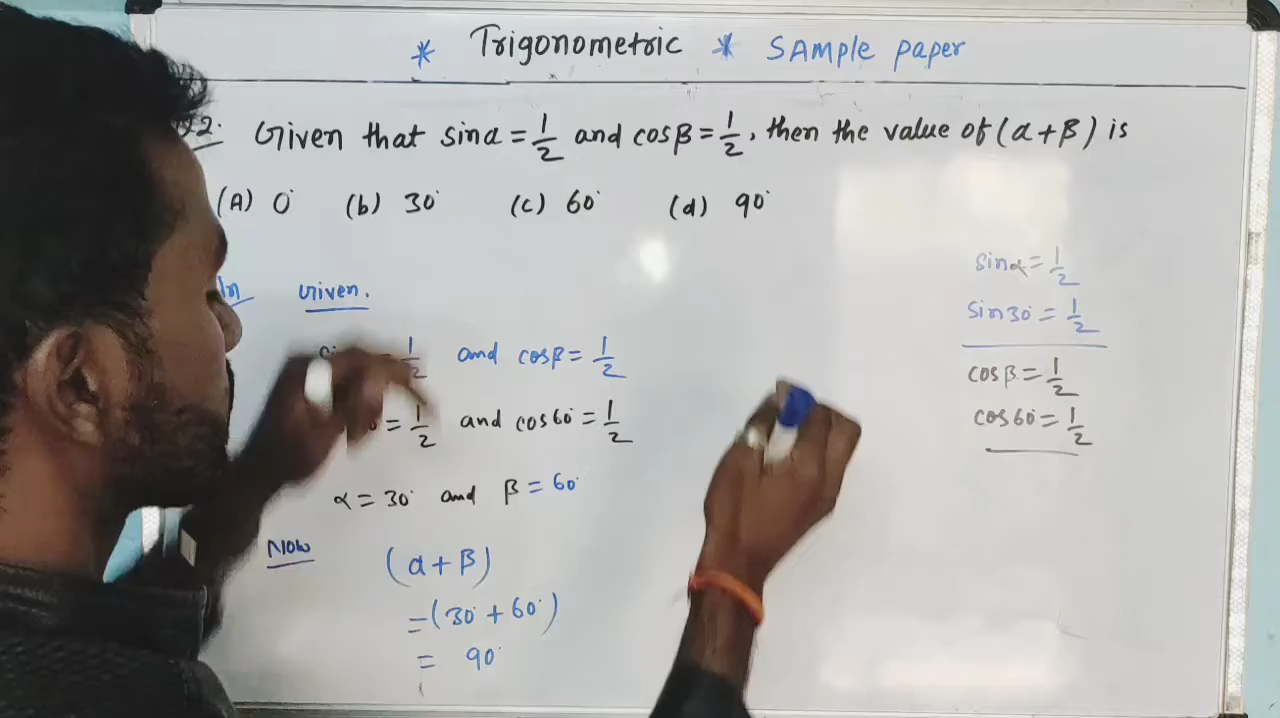 * Trigonometric * SAMple paper
2. Given that sinα = 1/2 and cosβ = 1/2, then the value of (α+β) is
(A) 0° (b) 30° (c) 60° (d) 90°
Given.
= 1/2 and cosβ = 1/2
= 1/2 and cos60° = 1/2
α = 30° and β = 60°
Now (α+β)
= (30° + 60°)
= 90°
sinα = 1/2
sin30° = 1/2
cosβ = 1/2
cos60° = 1/2